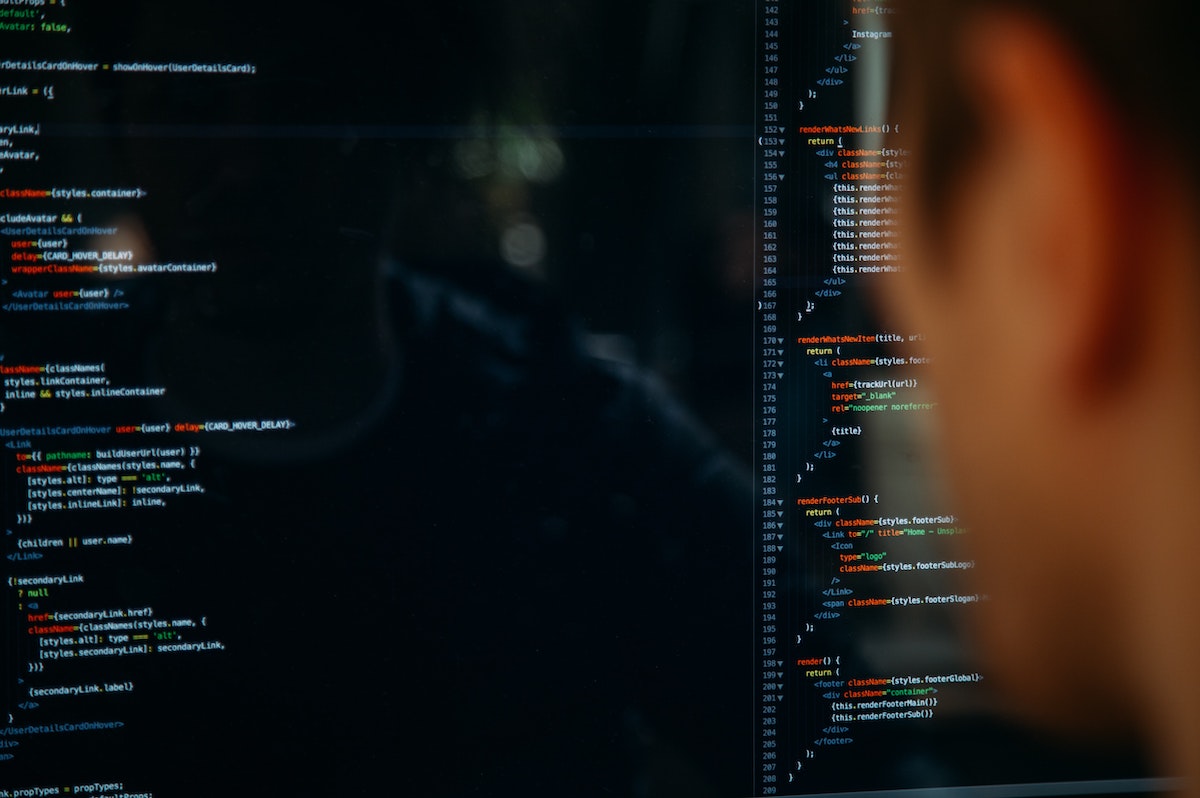 default',
Avatar: false,
rDetailsCardOnHover = showOnHover(UserDetailsCard);
rLink = ({
aryLink,
en,
eAvatar,
className={styles.container}>
cludeAvatar && (
<UserDetailsCardOnHover
user={user}
delay={CARD_HOVER_DELAY}
wrapperClassName={styles.avatarContainer}
>
<Avatar user={user} />
</UserDetailsCardOnHover>
lassName={classNames(
styles.linkContainer,
inline && styles.inlineContainer
)
UserDetailsCardOnHover user={user} delay={CARD_HOVER_DELAY}>
<Link
to={{ pathname: buildUserUrl(user) }}
className={classNames(styles.name, {
[styles.alt]: type === 'alt',
[styles.centerName]: !secondaryLink,
[styles.inlineLink]: inline,
})}
>
{children || user.name}
</Link>
{!secondaryLink
? null
: <a
href={secondaryLink.href}
className={classNames(styles.name, {
[styles.alt]: type === 'alt',
[styles.secondaryLink]: secondaryLink,
})}
>
{secondaryLink.label}
</a>
}
</UserDetailsCardOnHover>
div>
nk.propTypes = propTypes;
142
143 >
144 Instagram
145 </a>
146 </li>
147 </ul>
148 </div>
149 );
150 }
151
152 renderWhatsNewLinks() {
153 return (
154 <div className={styles
155 <h4 className={sty
156 <ul className={cla
157 {this.renderWhat
158 {this.renderWha
159 {this.renderWha
160 {this.renderWha
161 {this.renderWha
162 {this.renderWha
163 {this.renderWha
164 {this.renderWha
165 </ul>
166 </div>
167 );
168 }
169
170 renderWhatsNewItem(title, url
171 return (
172 <li className={styles.foote
173 <a
174 href={trackUrl(url)}
175 target="_blank"
176 rel="noopener noreferrer"
177 >
178 {title}
179 </a>
180 </li>
181 );
182 }
183
184 renderFooterSub() {
185 return (
186 <div className={styles.footerSub}>
187 <Link to="/" title="Home – Unsplas
188 <Icon
189 type="logo"
190 className={styles.footerSubLogo}
191 />
192 </Link>
193 <span className={styles.footerSlogan}
194 </div>
195 );
196 }
197
198 render() {
199 return (
200 <footer className={styles.footerGlobal}>
201 <div className="container">
202 {this.renderFooterMain()}
203 {this.renderFooterSub()}
204 </div>
205 </footer>
206 );
207 }
208 }
209